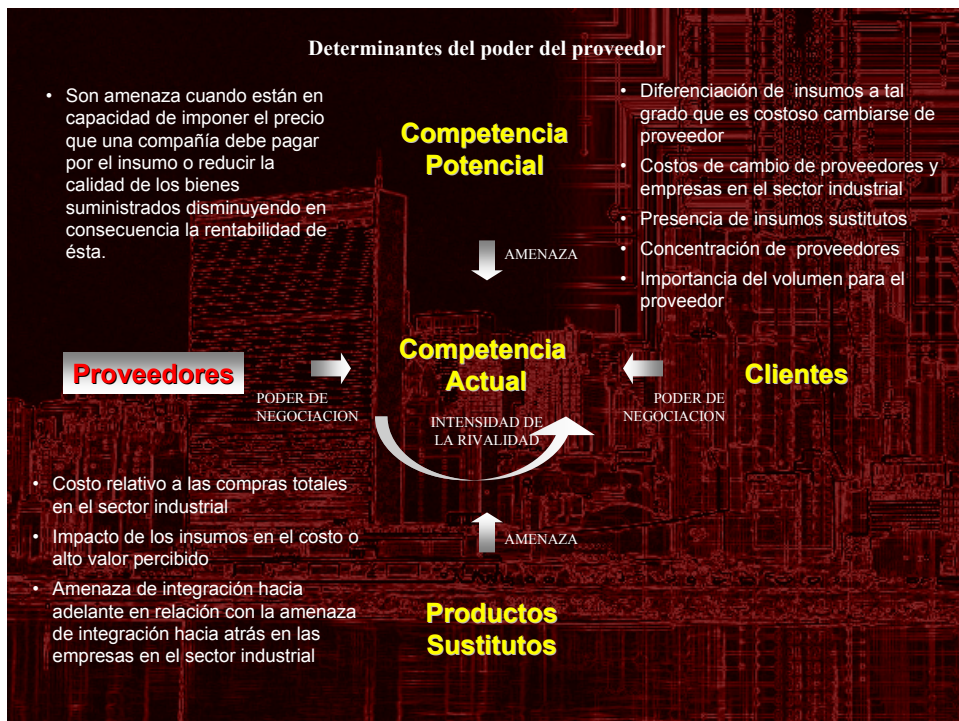 Determinantes del poder del proveedor
• Son amenaza cuando están en
capacidad de imponer el precio
que una compañía debe pagar
por el insumo o reducir la
calidad de los bienes
suministrados disminuyendo en
consecuencia la rentabilidad de
ésta.
Competencia
Potencial
• Diferenciación de insumos a tal
grado que es costoso cambiarse de
proveedor
• Costos de cambio de proveedores y
empresas en el sector industrial
• Presencia de insumos sustitutos
• Concentración de proveedores
• Importancia del volumen para el
proveedor
AMENAZA
Proveedores
PODER DE
NEGOCIACION
Competencia
Actual
INTENSIDAD DE
LA RIVALIDAD
Clientes
PODER DE
NEGOCIACION
• Costo relativo a las compras totales
en el sector industrial
• Impacto de los insumos en el costo o
alto valor percibido
• Amenaza de integración hacia
adelante en relación con la amenaza
de integración hacia atrás en las
empresas en el sector industrial
AMENAZA
Productos
Sustitutos